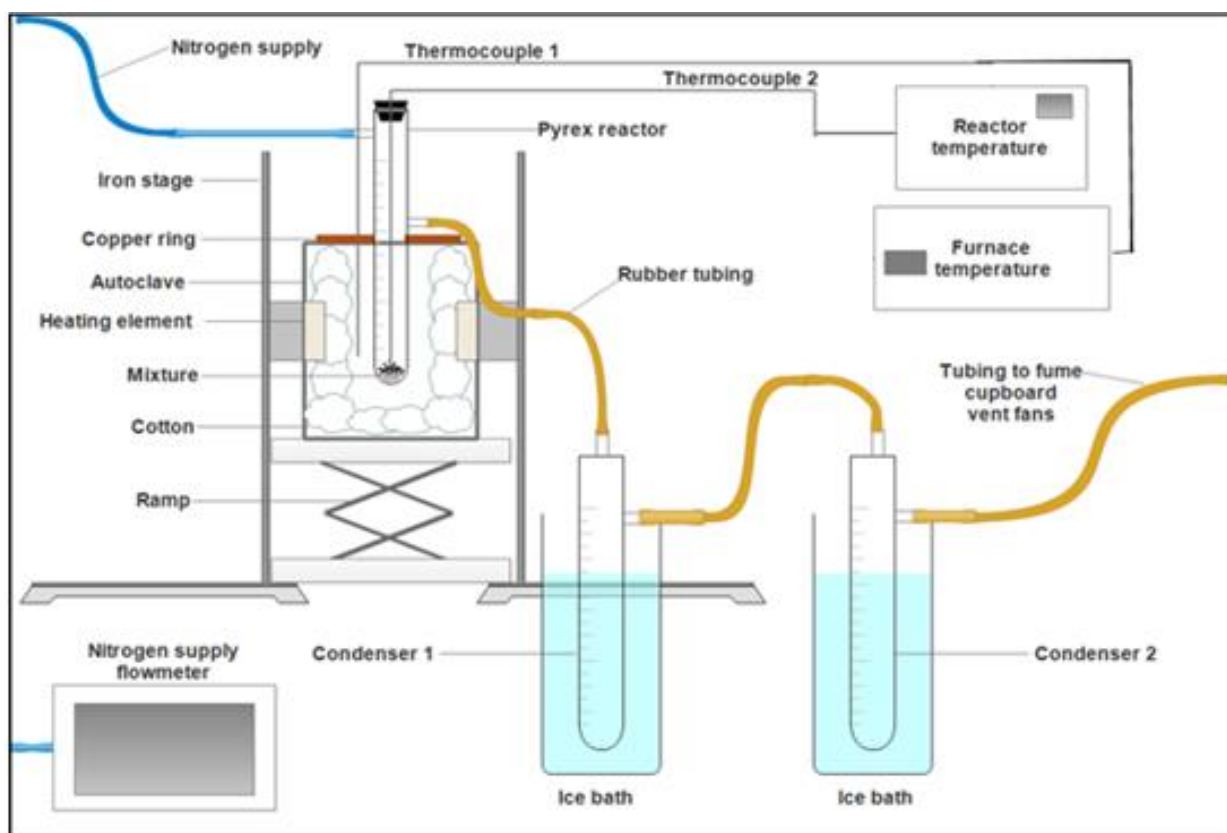 Nitrogen supply
Thermocouple 1
Thermocouple 2
Pyrex reactor
Reactor
temperature
Iron stage
Copper ring
Furnace
temperature
Autoclave
Rubber tubing
Heating element
Mixture
Tubing to fume
cupboard
vent fans
Cotton
Ramp
Nitrogen supply
flowmeter
Condenser 1
Condenser 2
Ice bath
Ice bath